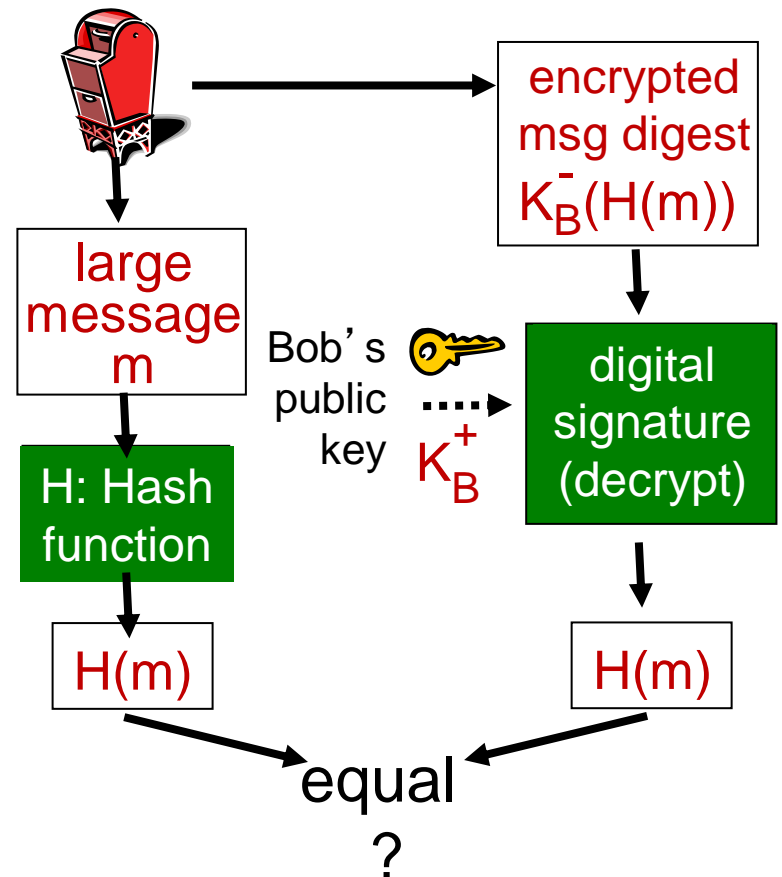 encrypted
msg digest
K_B^-(H(m))
large
message
m
Bob’s
public
key
K_B^+
digital
signature
(decrypt)
H: Hash
function
H(m)
H(m)
equal
?